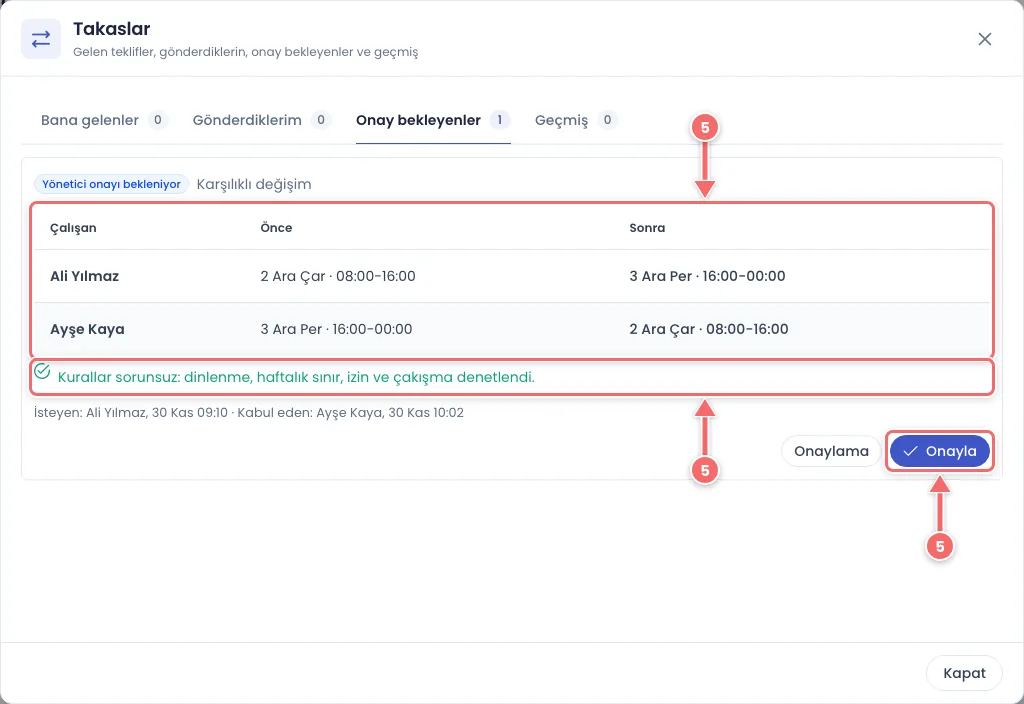 Takaslar
Gelen teklifler, gönderdiklerin, onay bekleyenler ve geçmiş
Bana gelenler 0 Gönderdiklerim 0 Onay bekleyenler 1 Geçmiş 0
5
Yönetici onayı bekleniyor Karşılıklı değişim
Çalışan Önce Sonra
Ali Yılmaz 2 Ara Çar · 08:00-16:00 3 Ara Per · 16:00-00:00
Ayşe Kaya 3 Ara Per · 16:00-00:00 2 Ara Çar · 08:00-16:00
Kurallar sorunsuz: dinlenme, haftalık sınır, izin ve çakışma denetlendi.
İsteyen: Ali Yılmaz, 30 Kas 09:10 · Kabul eden: Ayşe Kaya, 30 Kas 10:02
Onaylama Onayla
5
5
Kapat